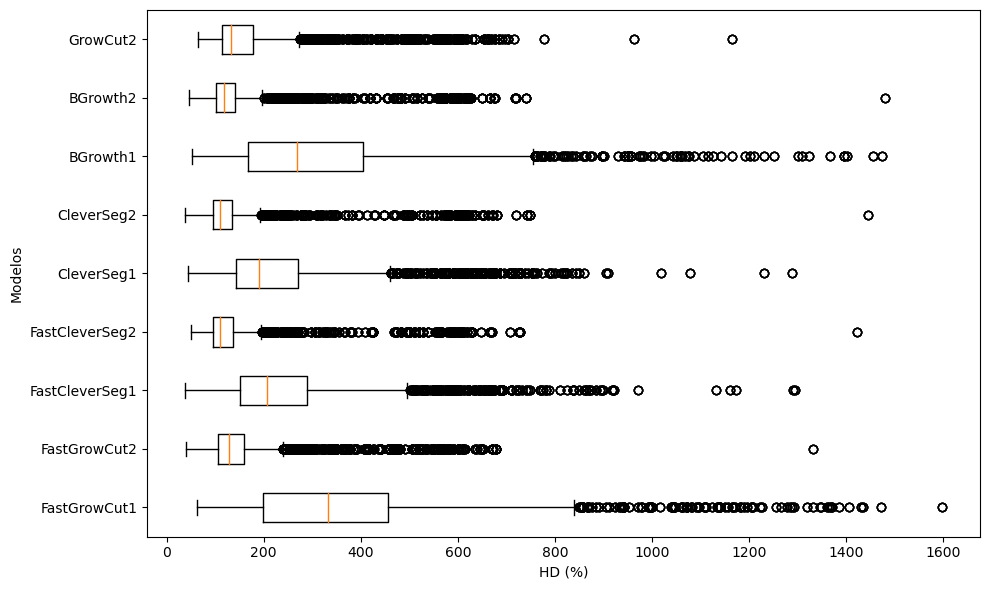 GrowCut2
BGrowth2
BGrowth1
CleverSeg2
CleverSeg1
FastCleverSeg2
FastCleverSeg1
FastGrowCut2
FastGrowCut1
Modelos
0 200 400 600 800 1000 1200 1400 1600
HD (%)